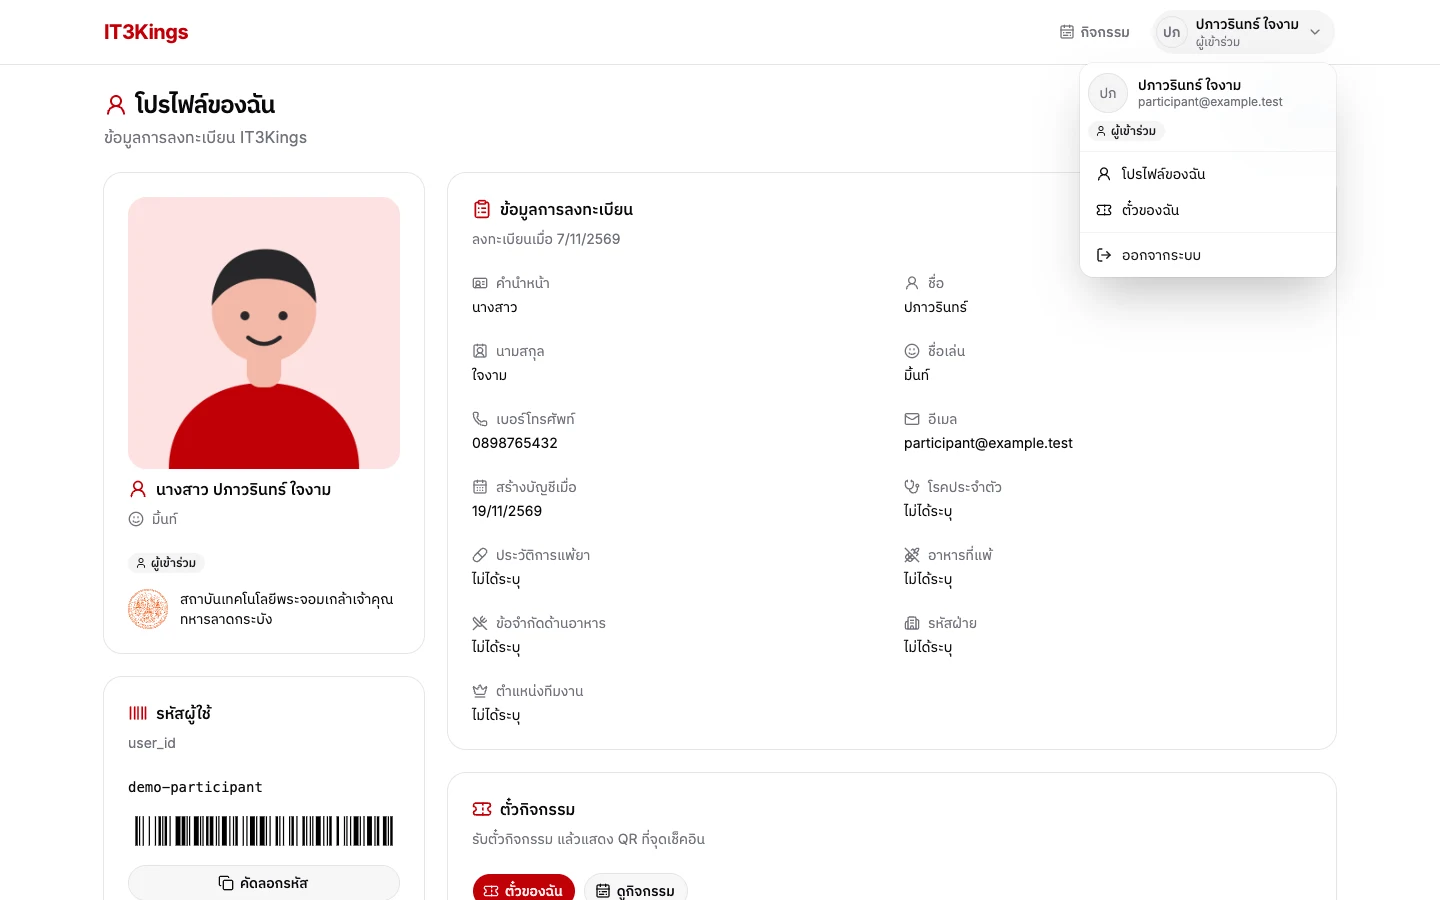 IT3Kings
กิจกรรม
ปภ
ปภาวรินทร์ ใจงาม
ผู้เข้าร่วม
ปภ
ปภาวรินทร์ ใจงาม
participant@example.test
ผู้เข้าร่วม
โปรไฟล์ของฉัน
ตั๋วของฉัน
ออกจากระบบ
โปรไฟล์ของฉัน
ข้อมูลการลงทะเบียน IT3Kings
นางสาว ปภาวรินทร์ ใจงาม
มิ้นท์
ผู้เข้าร่วม
สถาบันเทคโนโลยีพระจอมเกล้าเจ้าคุณ
ทหารลาดกระบัง
รหัสผู้ใช้
user_id
demo-participant
คัดลอกรหัส
ข้อมูลการลงทะเบียน
ลงทะเบียนเมื่อ 7/11/2569
คำนำหน้า
นางสาว
ชื่อ
ปภาวรินทร์
นามสกุล
ใจงาม
ชื่อเล่น
มิ้นท์
เบอร์โทรศัพท์
0898765432
อีเมล
participant@example.test
สร้างบัญชีเมื่อ
19/11/2569
โรคประจำตัว
ไม่ได้ระบุ
ประวัติการแพ้ยา
ไม่ได้ระบุ
อาหารที่แพ้
ไม่ได้ระบุ
ข้อจำกัดด้านอาหาร
ไม่ได้ระบุ
รหัสฝ่าย
ไม่ได้ระบุ
ตำแหน่งทีมงาน
ไม่ได้ระบุ
ตั๋วกิจกรรม
รับตั๋วกิจกรรม แล้วแสดง QR ที่จุดเช็คอิน
ตั๋วของฉัน
ดูกิจกรรม